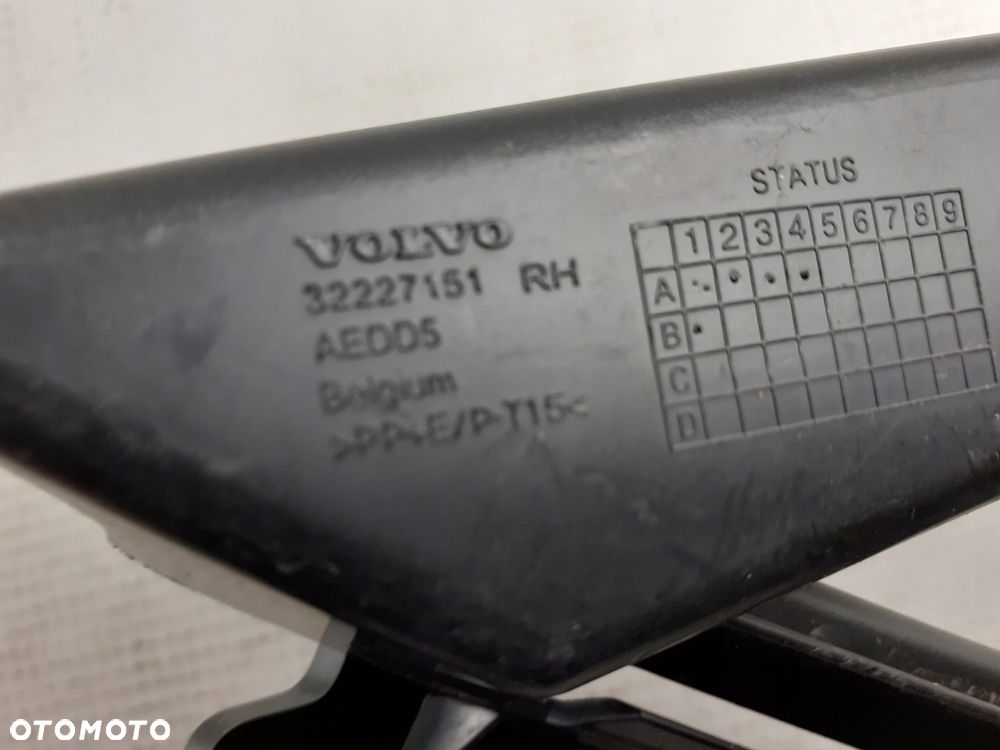 VOLVO
32227151 RH
AEDD5
Belgium
>PP+E/P-T15<
STATUS
1 2 3 4 5 6 7 8 9
A
B
C
D
OTOMOTO